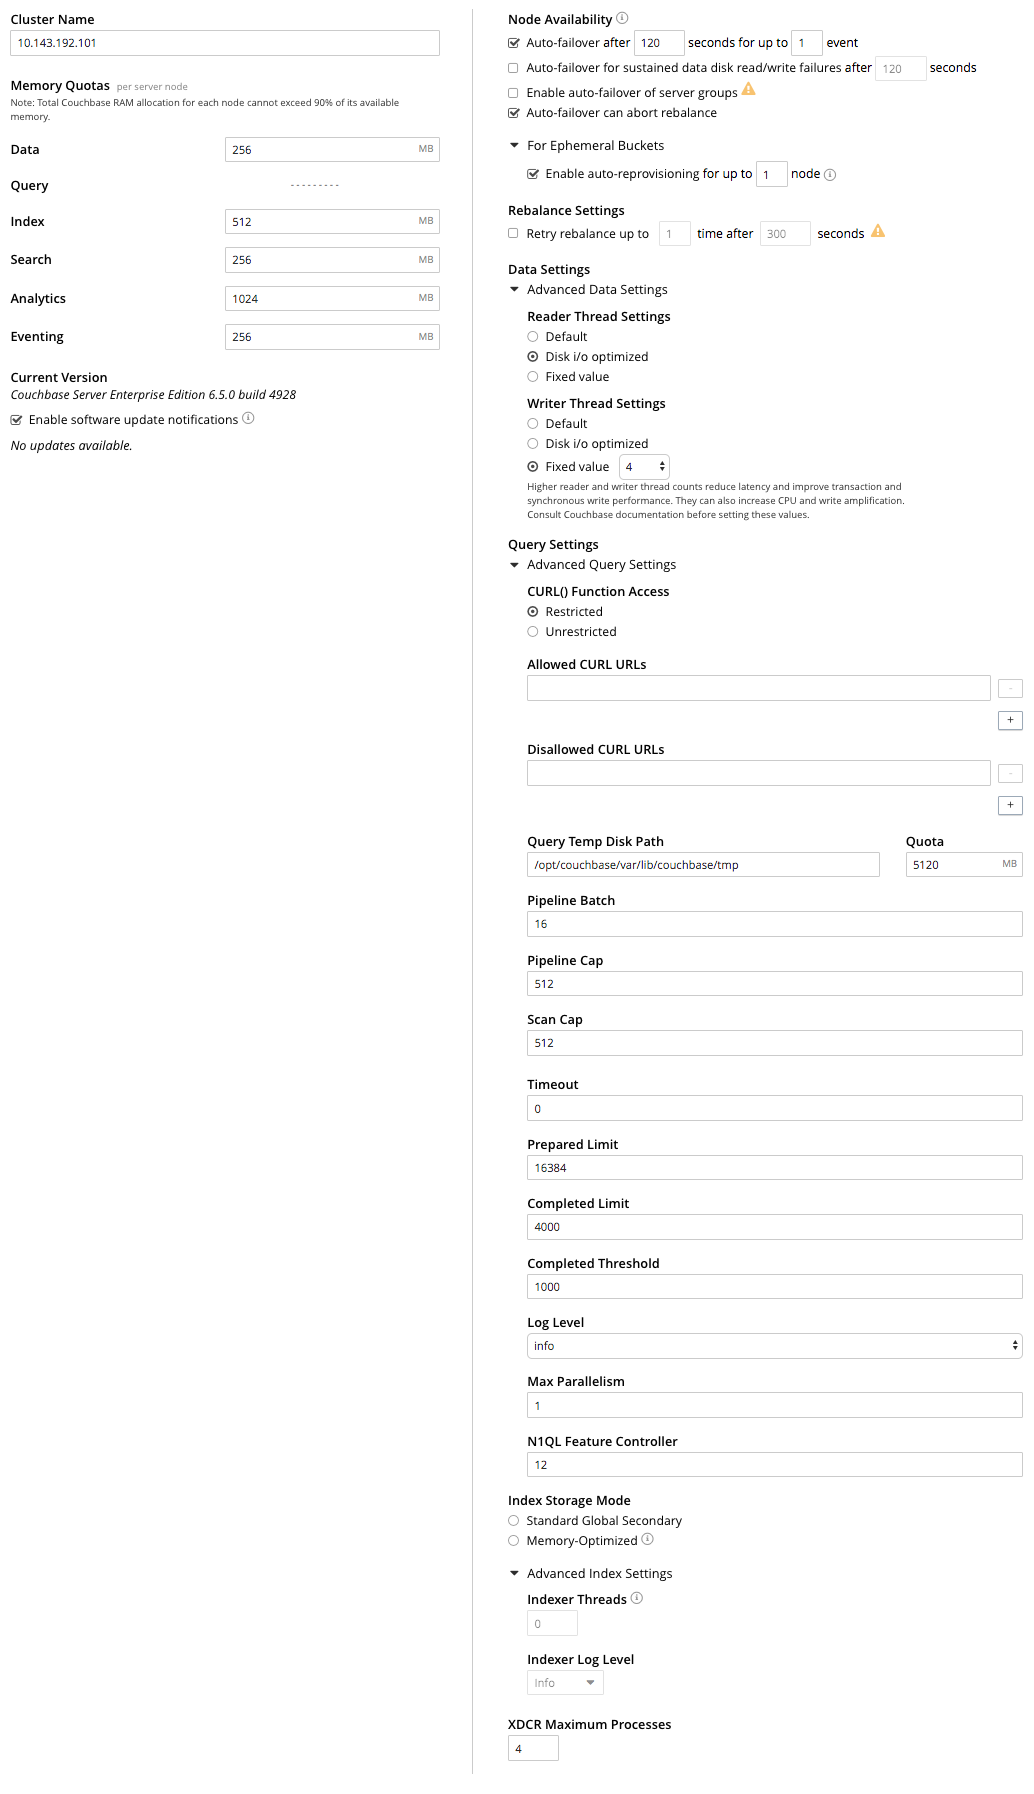 Cluster Name
10.143.192.101
Memory Quotas per server node
Note: Total Couchbase RAM allocation for each node cannot exceed 90% of its available
memory.
Data 256 MB
Query ---------
Index 512 MB
Search 256 MB
Analytics 1024 MB
Eventing 256 MB
Current Version
Couchbase Server Enterprise Edition 6.5.0 build 4928
Enable software update notifications
No updates available.
Node Availability
Auto-failover after 120 seconds for up to 1 event
Auto-failover for sustained data disk read/write failures after 120 seconds
Enable auto-failover of server groups
Auto-failover can abort rebalance
For Ephemeral Buckets
Enable auto-reprovisioning for up to 1 node
Rebalance Settings
Retry rebalance up to 1 time after 300 seconds
Data Settings
Advanced Data Settings
Reader Thread Settings
Default
Disk i/o optimized
Fixed value
Writer Thread Settings
Default
Disk i/o optimized
Fixed value 4
Higher reader and writer thread counts reduce latency and improve transaction and
synchronous write performance. They can also increase CPU and write amplification.
Consult Couchbase documentation before setting these values.
Query Settings
Advanced Query Settings
CURL() Function Access
Restricted
Unrestricted
Allowed CURL URLs
-
+
Disallowed CURL URLs
-
+
Query Temp Disk Path Quota
/opt/couchbase/var/lib/couchbase/tmp 5120 MB
Pipeline Batch
16
Pipeline Cap
512
Scan Cap
512
Timeout
0
Prepared Limit
16384
Completed Limit
4000
Completed Threshold
1000
Log Level
info
Max Parallelism
1
N1QL Feature Controller
12
Index Storage Mode
Standard Global Secondary
Memory-Optimized
Advanced Index Settings
Indexer Threads
0
Indexer Log Level
Info
XDCR Maximum Processes
4